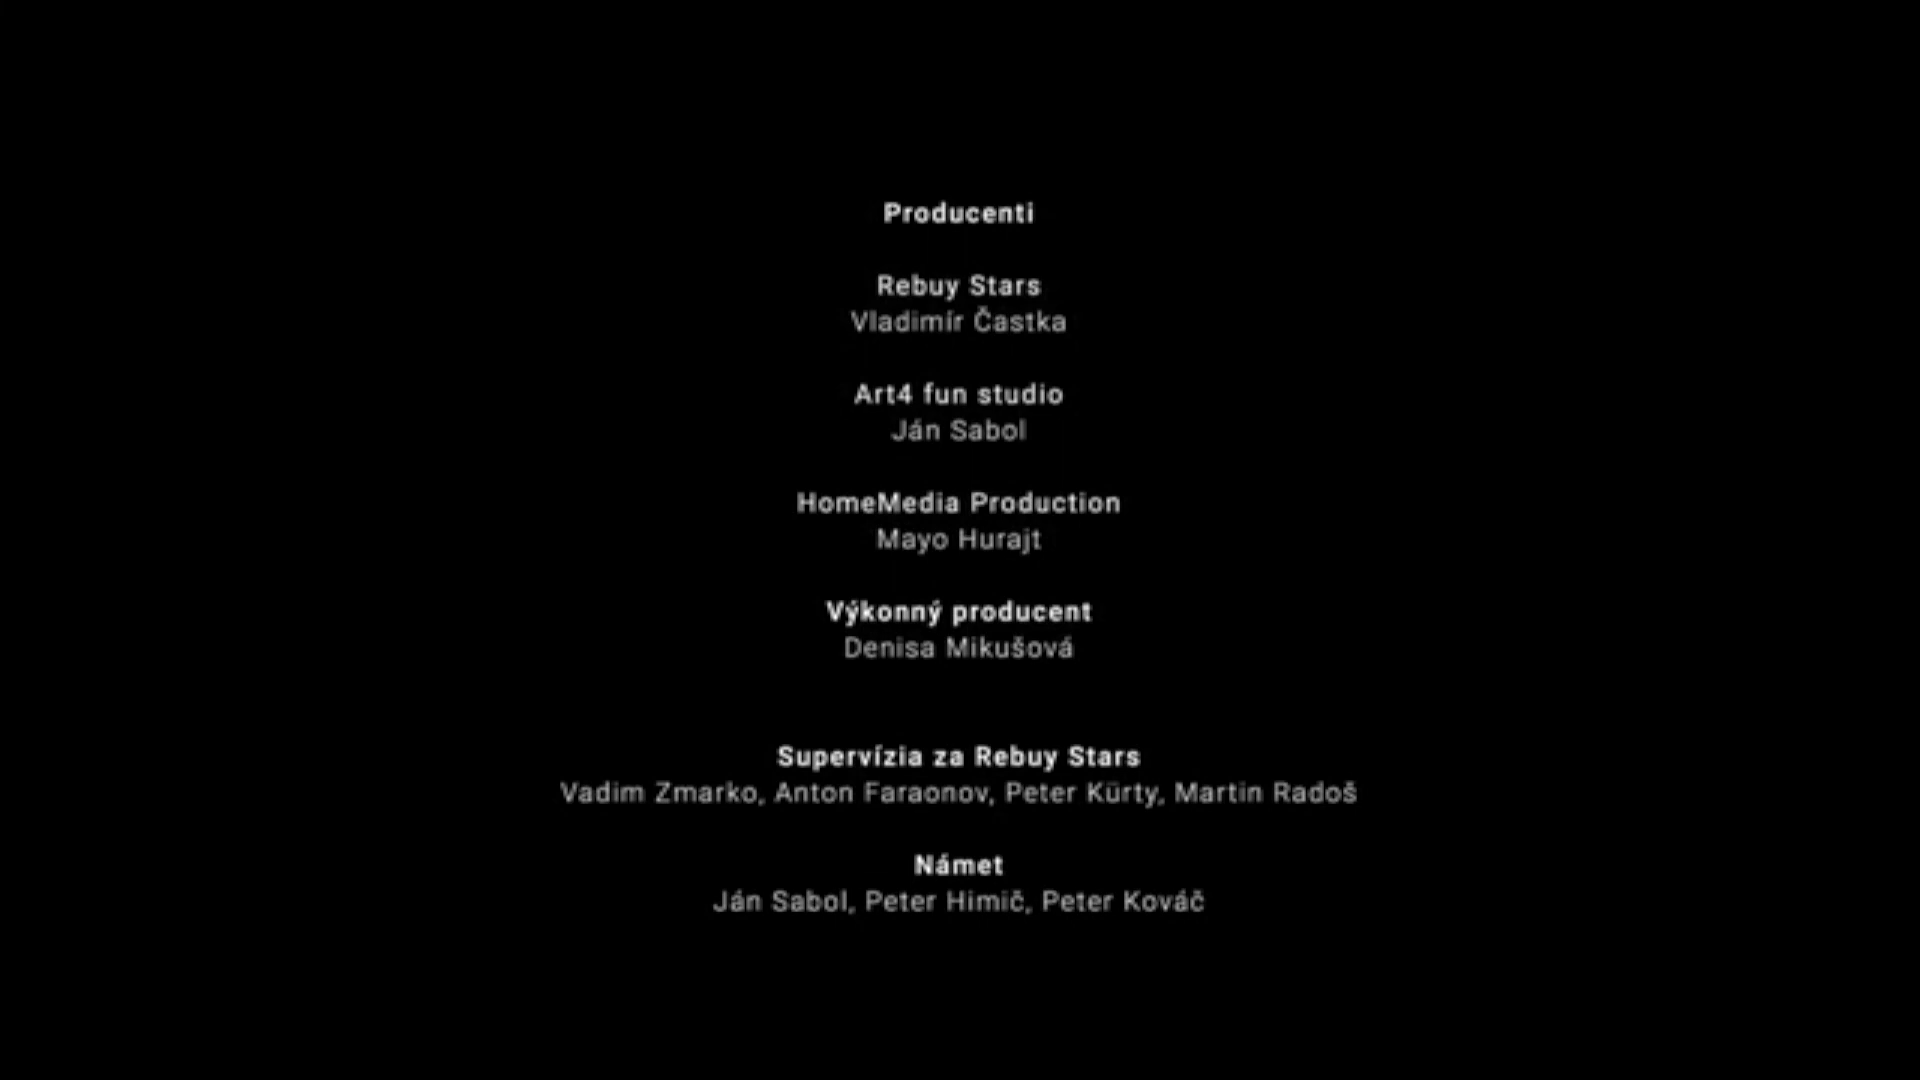 Producenti
Rebuy Stars
Vladimír Častka
Art4 fun studio
Ján Sabol
HomeMedia Production
Mayo Hurajt
Výkonný producent
Denisa Mikušová
Supervízia za Rebuy Stars
Vadim Zmarko, Anton Faraonov, Peter Kürty, Martin Radoš
Námet
Ján Sabol, Peter Himič, Peter Kováč